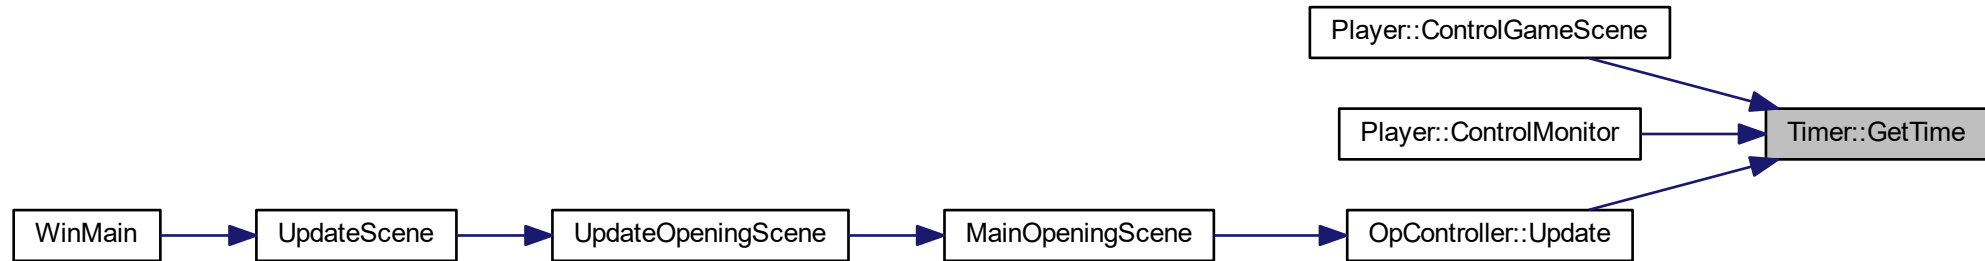 Player::ControlGameScene
Player::ControlMonitor
Timer::GetTime
WinMain
UpdateScene
UpdateOpeningScene
MainOpeningScene
OpController::Update